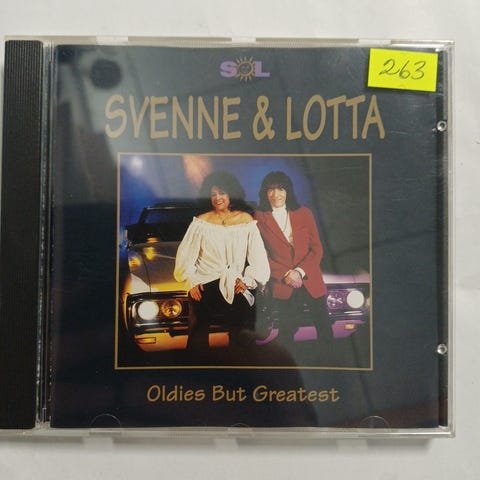 SOL
263
SVENNE & LOTTA
Oldies But Greatest